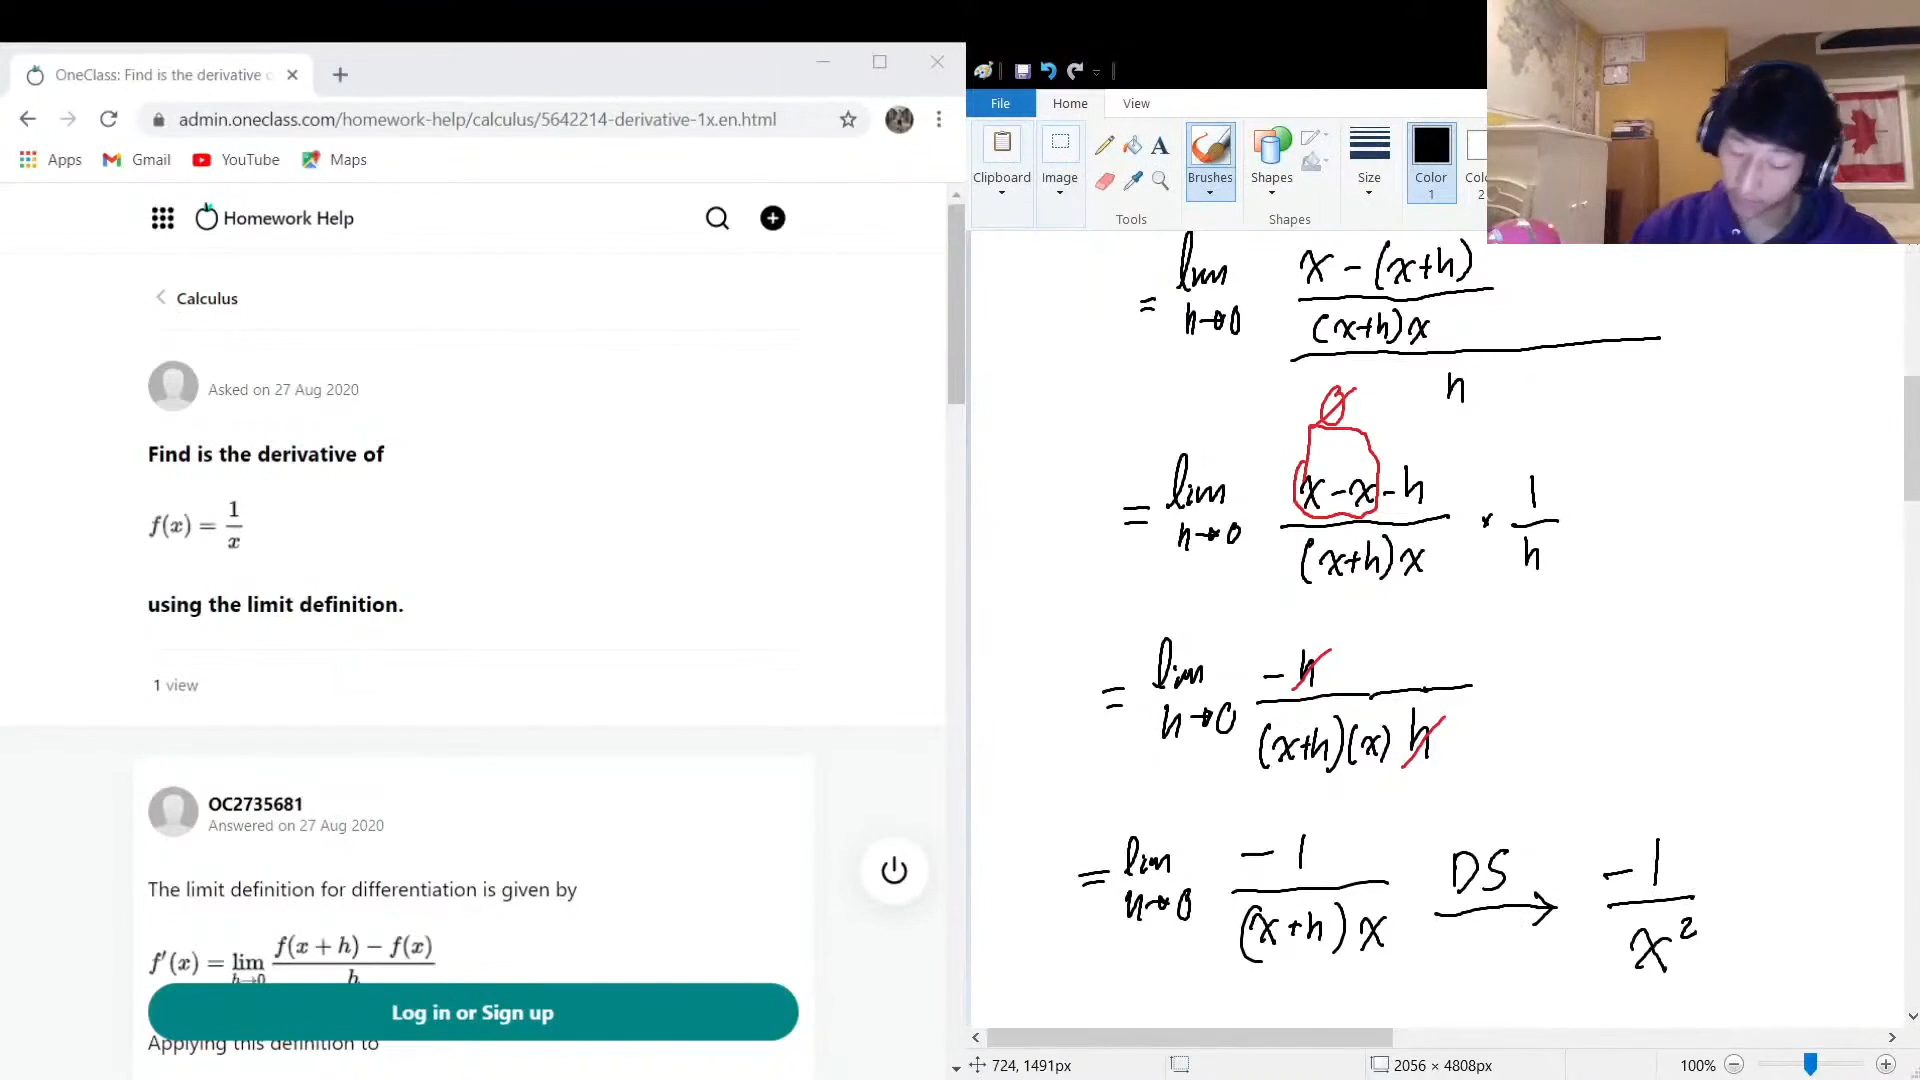 OneClass: Find is the derivative o
admin.oneclass.com/homework-help/calculus/5642214-derivative-1x.en.html
Apps Gmail YouTube Maps
Homework Help
Calculus
Asked on 27 Aug 2020
Find is the derivative of
f(x) = 1/x
using the limit definition.
1 view
OC2735681
Answered on 27 Aug 2020
The limit definition for differentiation is given by
f'(x) = lim h→0 f(x + h) − f(x) / h
Log in or Sign up
Applying this definition to
File Home View
Clipboard Image Tools Brushes Shapes Size Color 1 Colo 2
A
Shapes
= lim h→0 x - (x+h) / (x+h)x / h
0
= lim h→0 x - x - h / (x+h)x · 1/h
= lim h→0 -h / (x+h)(x) h
= lim h→0 -1 / (x+h)x DS → -1 / x²
724, 1491px 2056 × 4808px 100%